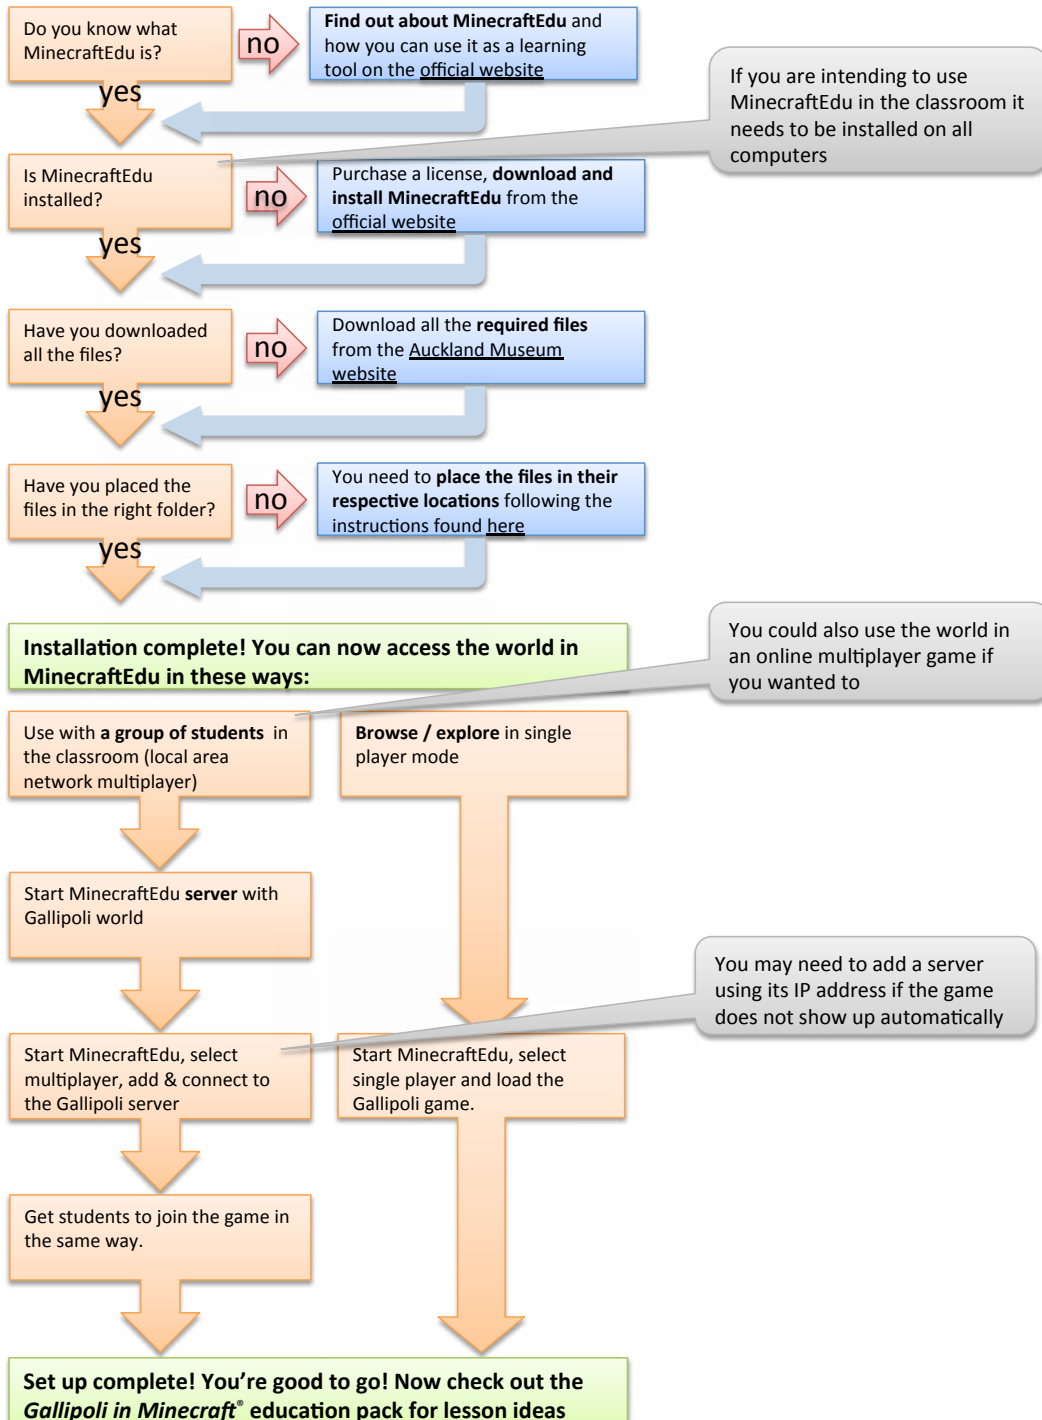 Do you know what
MinecraftEdu is?
no
Find out about MinecraftEdu and
how you can use it as a learning
tool on the official website
yes
If you are intending to use
MinecraftEdu in the classroom it
needs to be installed on all
computers
Is MinecraftEdu
installed?
no
Purchase a license, download and
install MinecraftEdu from the
official website
yes
Have you downloaded
all the files?
no
Download all the required files
from the Auckland Museum
website
yes
Have you placed the
files in the right folder?
no
You need to place the files in their
respective locations following the
instructions found here
yes
Installation complete! You can now access the world in
MinecraftEdu in these ways:
You could also use the world in
an online multiplayer game if
you wanted to
Use with a group of students in
the classroom (local area
network multiplayer)
Browse / explore in single
player mode
Start MinecraftEdu server with
Gallipoli world
You may need to add a server
using its IP address if the game
does not show up automatically
Start MinecraftEdu, select
multiplayer, add & connect to
the Gallipoli server
Start MinecraftEdu, select
single player and load the
Gallipoli game.
Get students to join the game in
the same way.
Set up complete! You're good to go! Now check out the
Gallipoli in Minecraft® education pack for lesson ideas